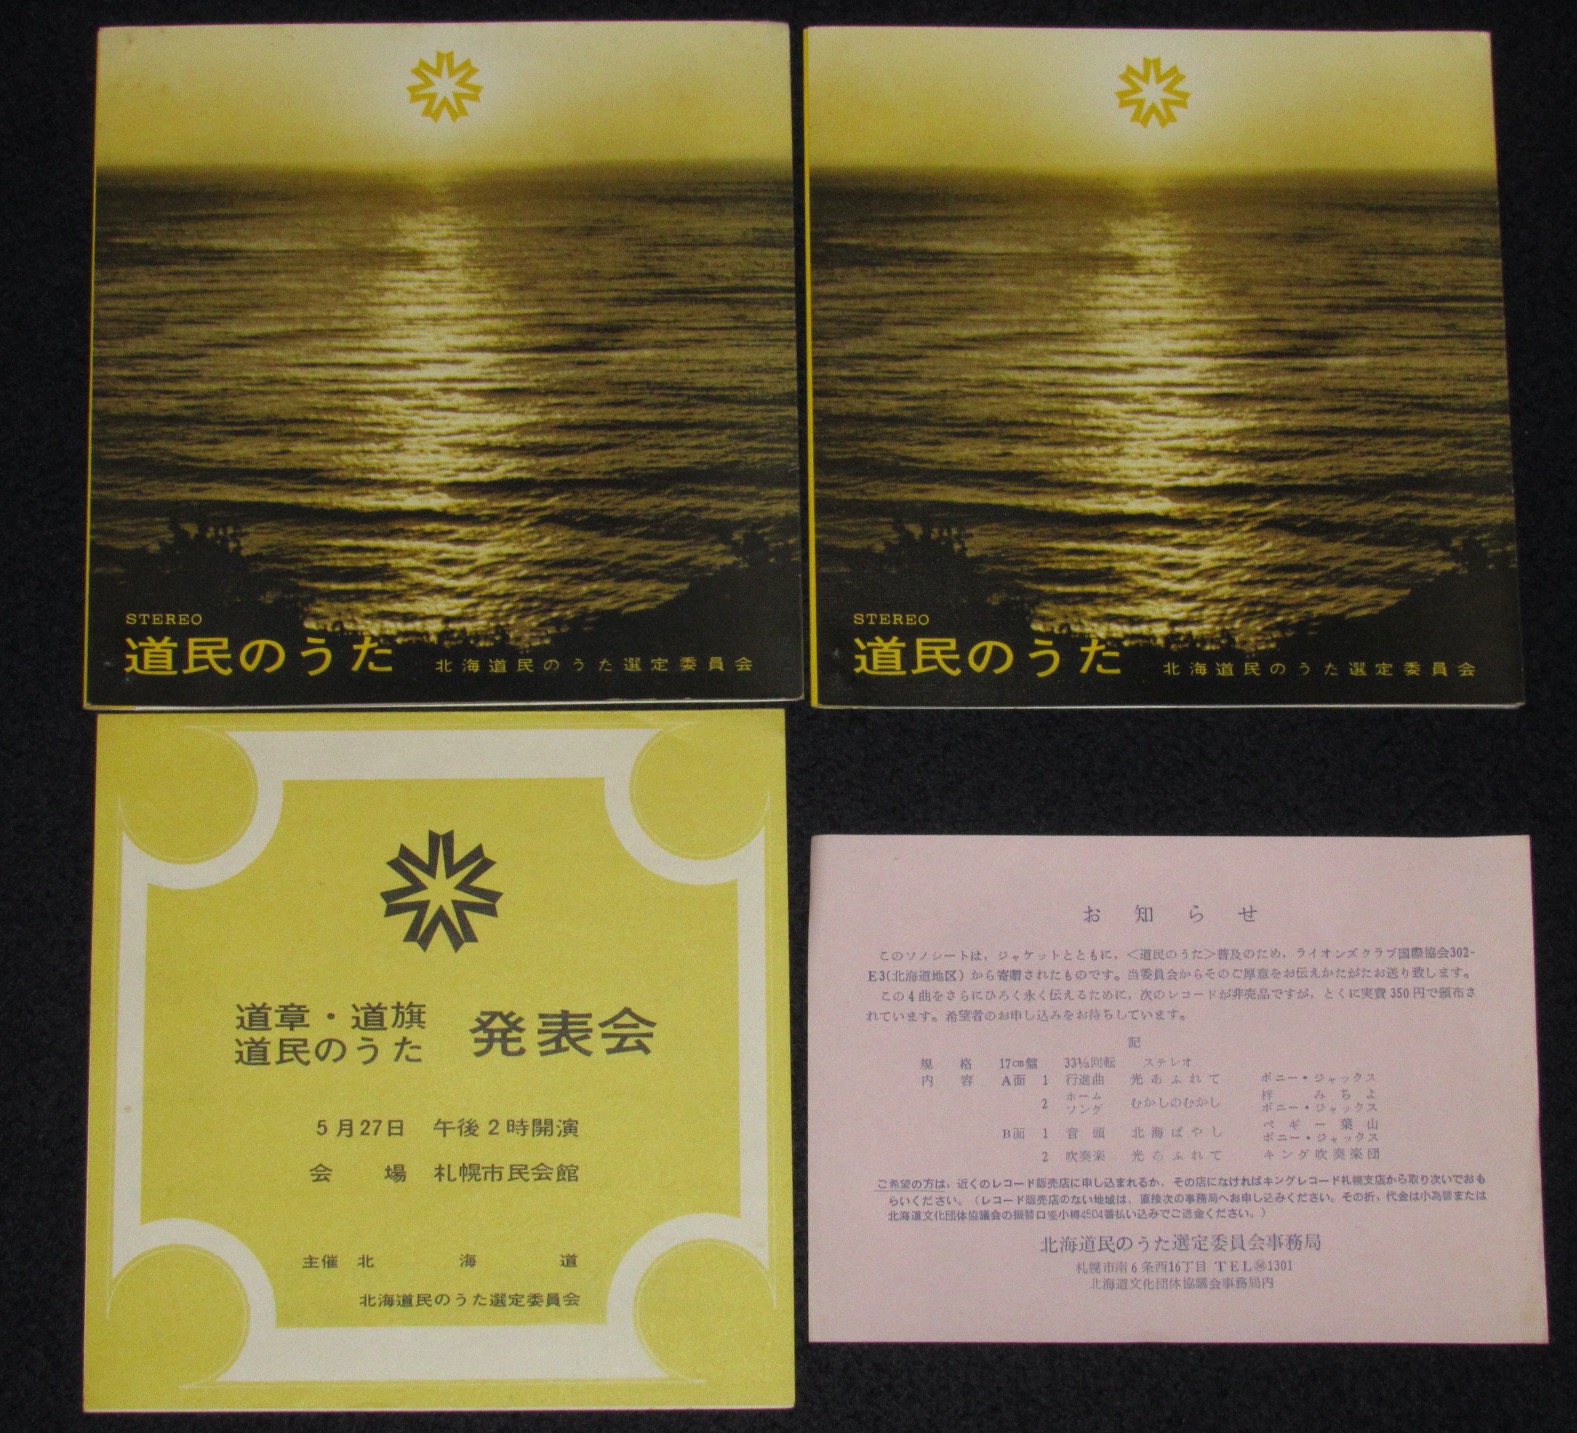 STEREO
道民のうた 北海道民のうた選定委員会
STEREO
道民のうた 北海道民のうた選定委員会
道章・道旗
道民のうた 発表会
5月27日 午後2時開演
会 場 札幌市民会館
主催 北 海 道
北海道民のうた選定委員会
お知らせ
このソノシートは，ジャケットとともに，＜道民のうた＞普及のため，ライオンズクラブ国際協会302-
E3(北海道地区）から寄贈されたものです。当委員会からそのご厚意をお伝えかたがたお送り致します。
この4曲をさらにひろく永く伝えるために，次のレコードが非売品ですが，とくに実費350円で頒布さ
れています。希望者のお申し込みをお待ちしています。
記
規 格 17cm盤 33⅓回転 ステレオ
内 容 A面 1 行進曲 光あふれて ボニー・ジャックス
2 ホームソング むかしのむかし 梓みちよ ボニー・ジャックス
B面 1 音頭 北海ばやし ペギー葉山 ボニー・ジャックス
2 吹奏楽 光あふれて キング吹奏楽団
ご希望の方は，近くのレコード販売店に申し込まれるか，その店になければキングレコード札幌支店から取り次いでおも
らいください。（レコード販売店のない地域は，直接次の事務局へお申し込みください。その折，代金は小為替または
北海道文化団体協議会の振替口座小樽4504番払い込みでご送金ください。）
北海道民のうた選定委員会事務局
札幌市南6条西16丁目 TEL 1301
北海道文化団体協議会事務局内